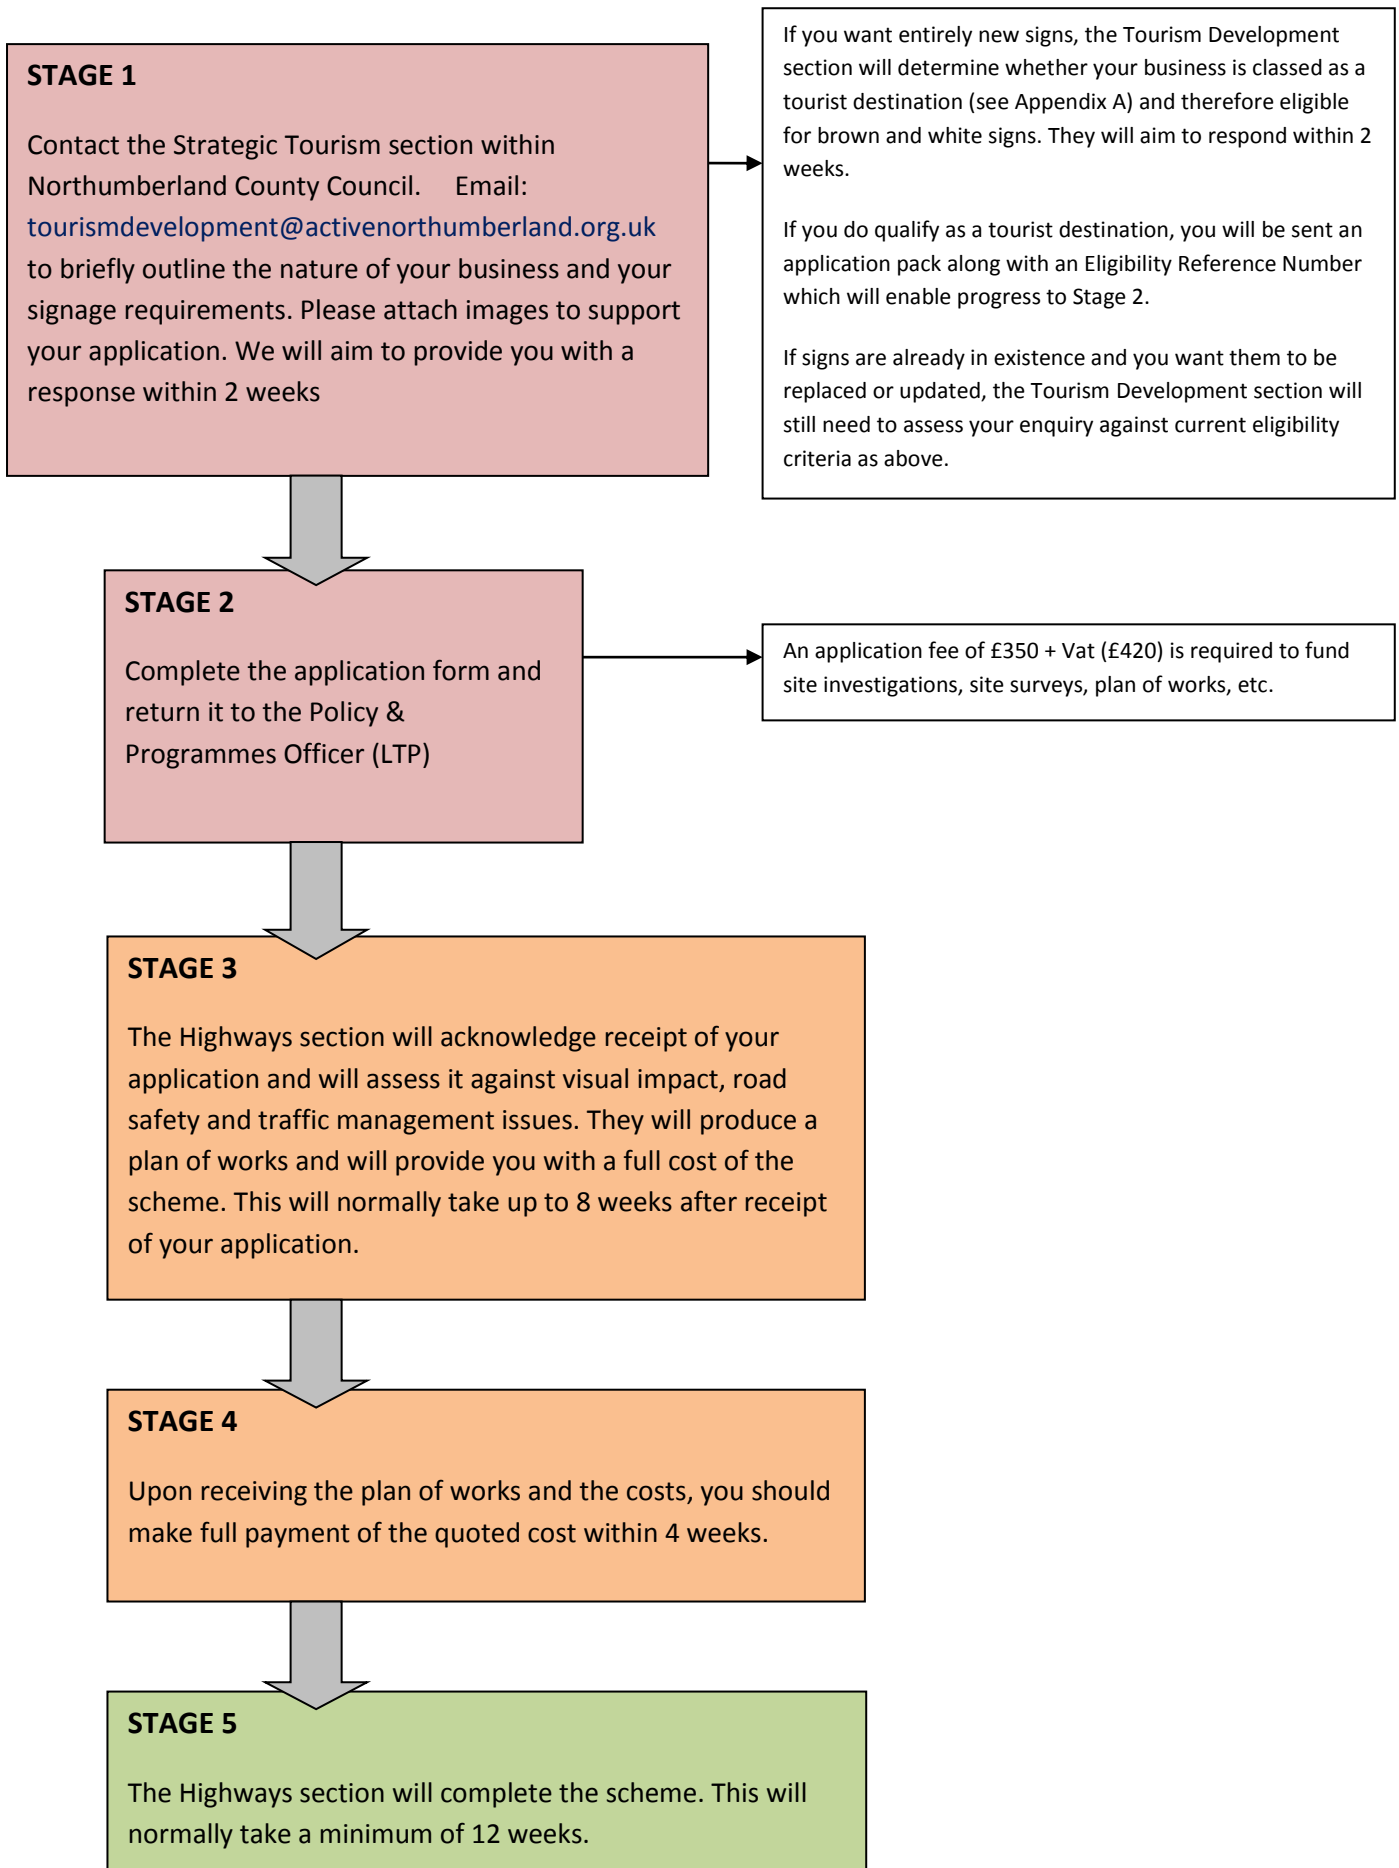 STAGE 1
Contact the Strategic Tourism section within
Northumberland County Council. Email:
tourismdevelopment@activenorthumberland.org.uk
to briefly outline the nature of your business and your
signage requirements. Please attach images to support
your application. We will aim to provide you with a
response within 2 weeks
If you want entirely new signs, the Tourism Development
section will determine whether your business is classed as a
tourist destination (see Appendix A) and therefore eligible
for brown and white signs. They will aim to respond within 2
weeks.
If you do qualify as a tourist destination, you will be sent an
application pack along with an Eligibility Reference Number
which will enable progress to Stage 2.
If signs are already in existence and you want them to be
replaced or updated, the Tourism Development section will
still need to assess your enquiry against current eligibility
criteria as above.
STAGE 2
Complete the application form and
return it to the Policy &
Programmes Officer (LTP)
An application fee of £350 + Vat (£420) is required to fund
site investigations, site surveys, plan of works, etc.
STAGE 3
The Highways section will acknowledge receipt of your
application and will assess it against visual impact, road
safety and traffic management issues. They will produce a
plan of works and will provide you with a full cost of the
scheme. This will normally take up to 8 weeks after receipt
of your application.
STAGE 4
Upon receiving the plan of works and the costs, you should
make full payment of the quoted cost within 4 weeks.
STAGE 5
The Highways section will complete the scheme. This will
normally take a minimum of 12 weeks.